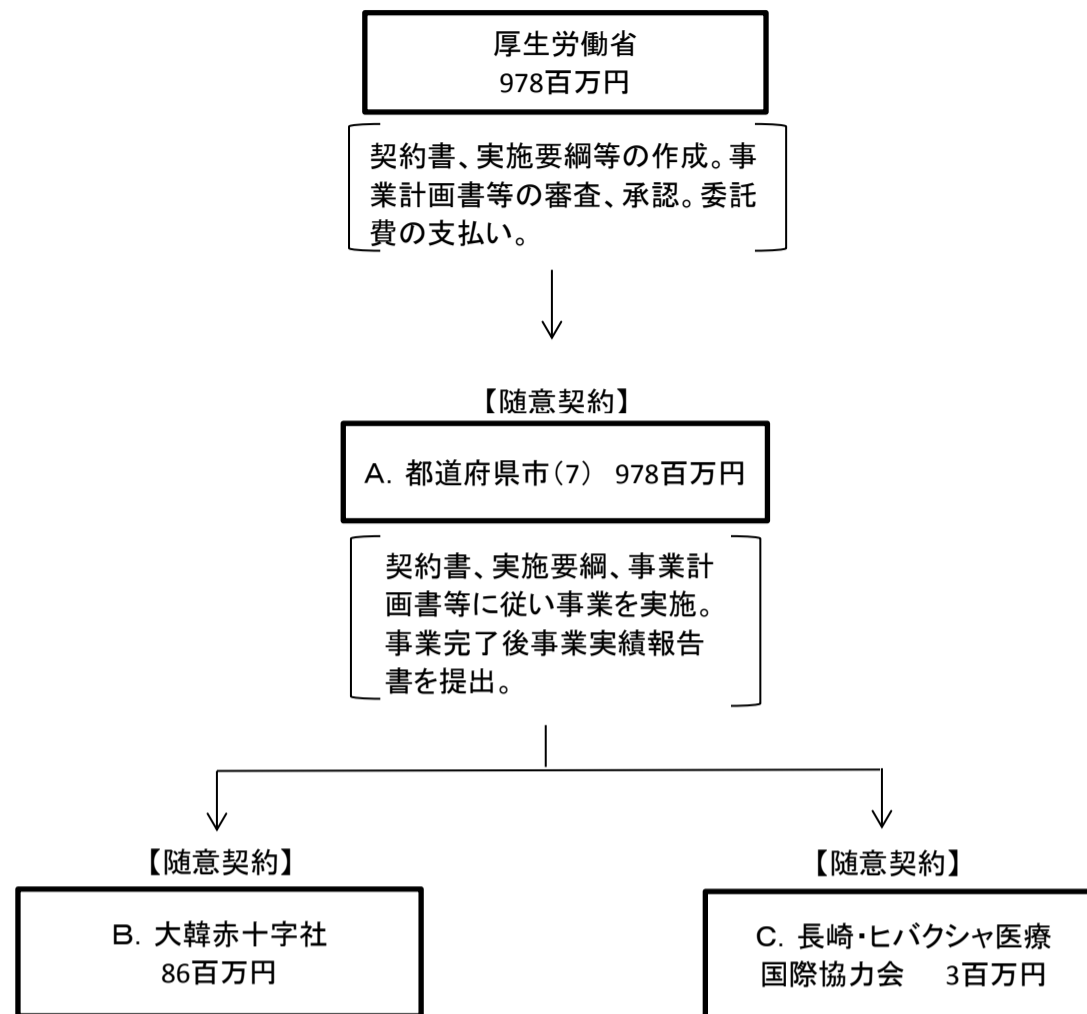 厚生労働省
978百万円
契約書、実施要綱等の作成。事
業計画書等の審査、承認。委託
費の支払い。
【随意契約】
A. 都道府県市(7) 978百万円
契約書、実施要綱、事業計
画書等に従い事業を実施。
事業完了後事業実績報告
書を提出。
【随意契約】
【随意契約】
B. 大韓赤十字社
86百万円
C. 長崎・ヒバクシャ医療
国際協力会 3百万円